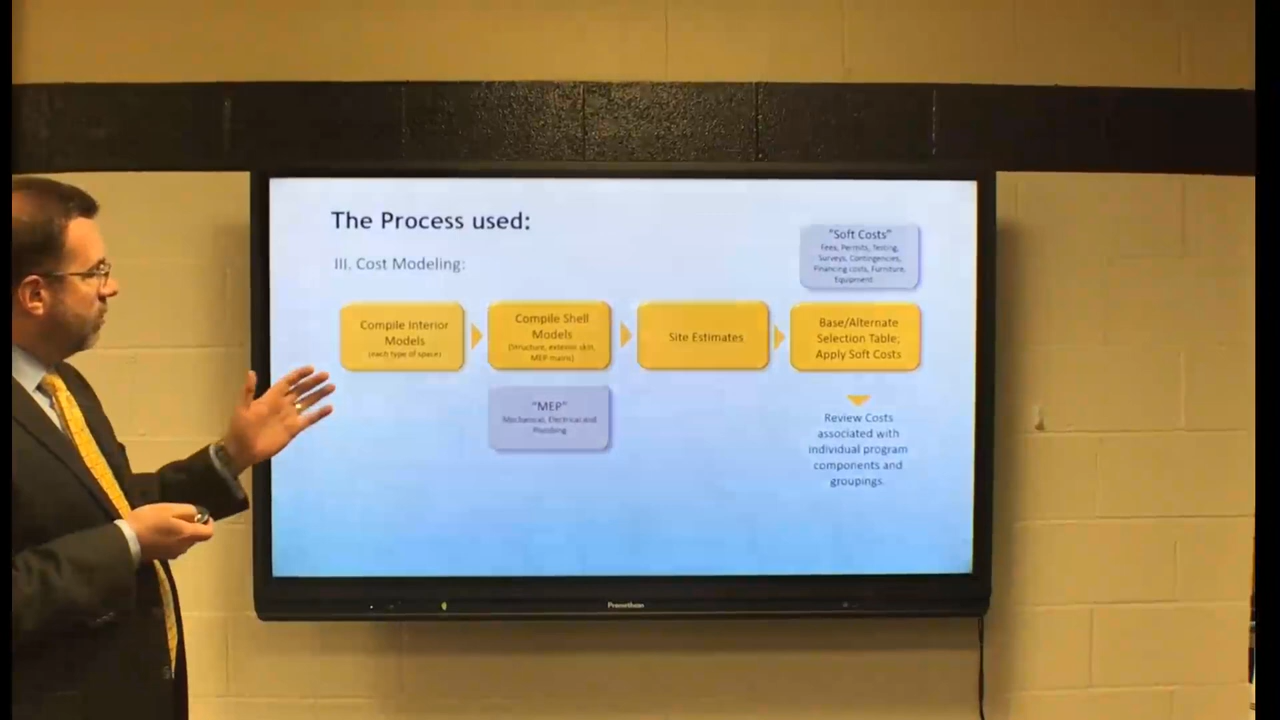 The Process used:
III. Cost Modeling:
"Soft Costs"
Fees, Permits, Testing,
Surveys, Contingencies,
Financing costs, Furniture,
Equipment
Compile Interior
Models
(each type of space)
Compile Shell
Models
(Structure, exterior skin,
MEP mains)
Site Estimates
Base/Alternate
Selection Table;
Apply Soft Costs
"MEP"
Mechanical, Electrical and
Plumbing
Review Costs
associated with
individual program
components and
groupings.
Promethean